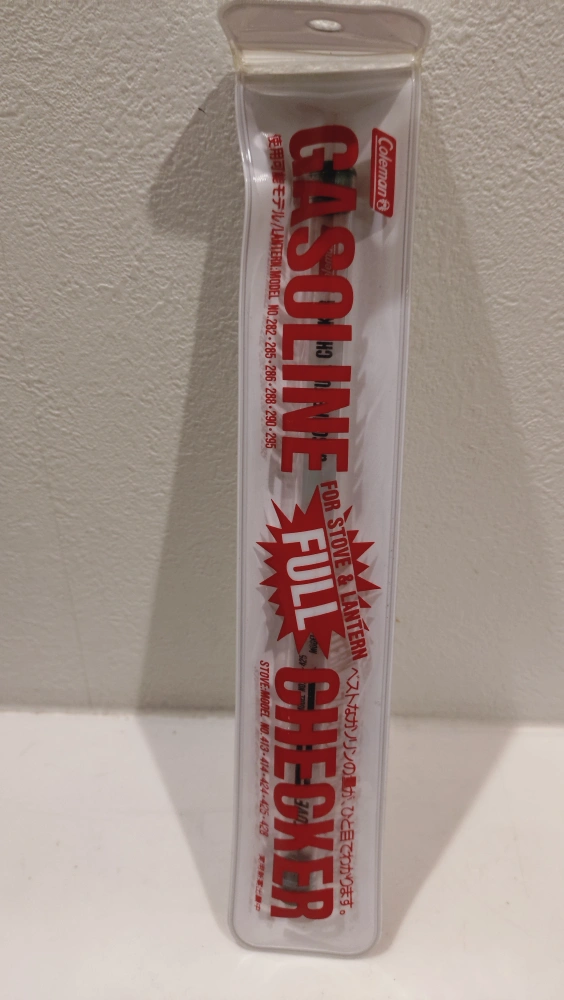 Coleman
GASOLINE
FOR STOVE & LANTERN
FULL
CHECKER
ベストなガソリンの量が、ひと目でわかります。
使用可能モデル/LANTERN MODEL NO.282・285・286・288・290・295
STOVE MODEL NO.413・414・424・425・428